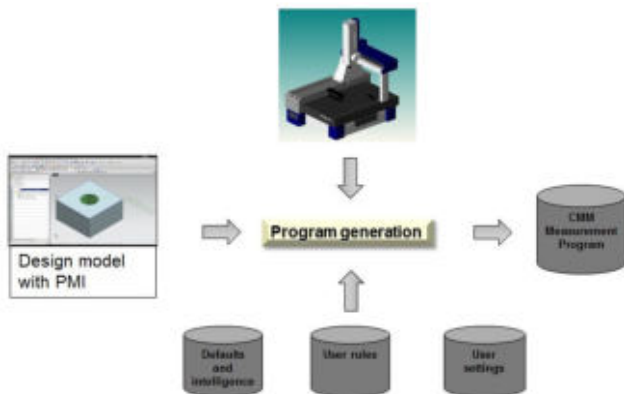 Program generation
CMM
Measurement
Program
Design model
with PMI
Defaults
and
intelligence
User rules
User
settings